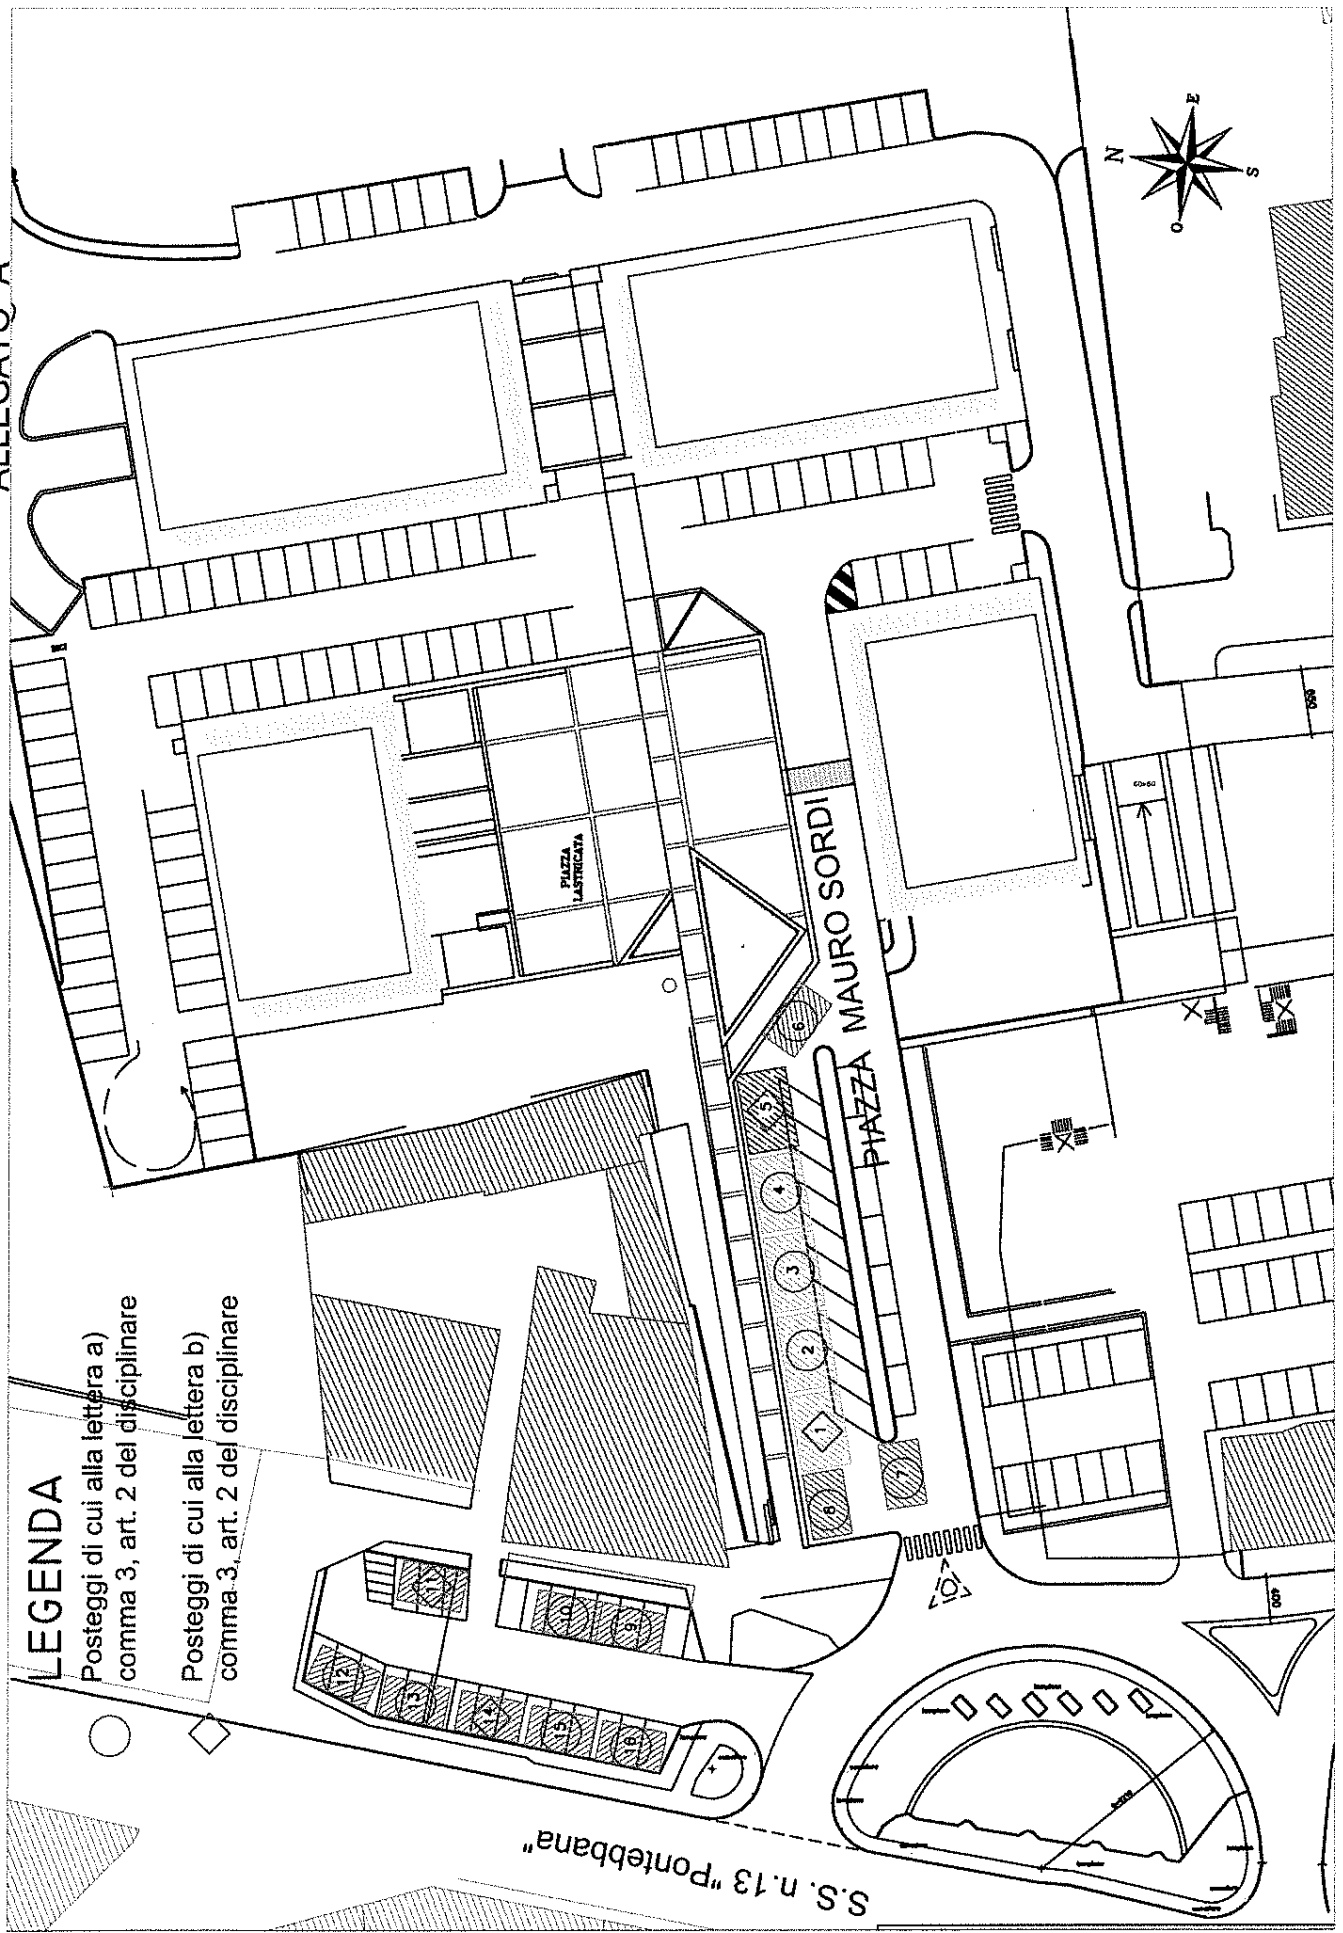 ALLEGATO A
LEGENDA
Posteggi di cui alla lettera a)
comma 3, art. 2 del disciplinare
Posteggi di cui alla lettera b)
comma 3, art. 2 del disciplinare
N
E
S
O
PIAZZA
LASTRICATA
PIAZZA MAURO SORDI
6
5
4
3
2
1
8
7
11
10
9
12
13
14
15
16
S.S. n.13 "Pontebbana"
550
400